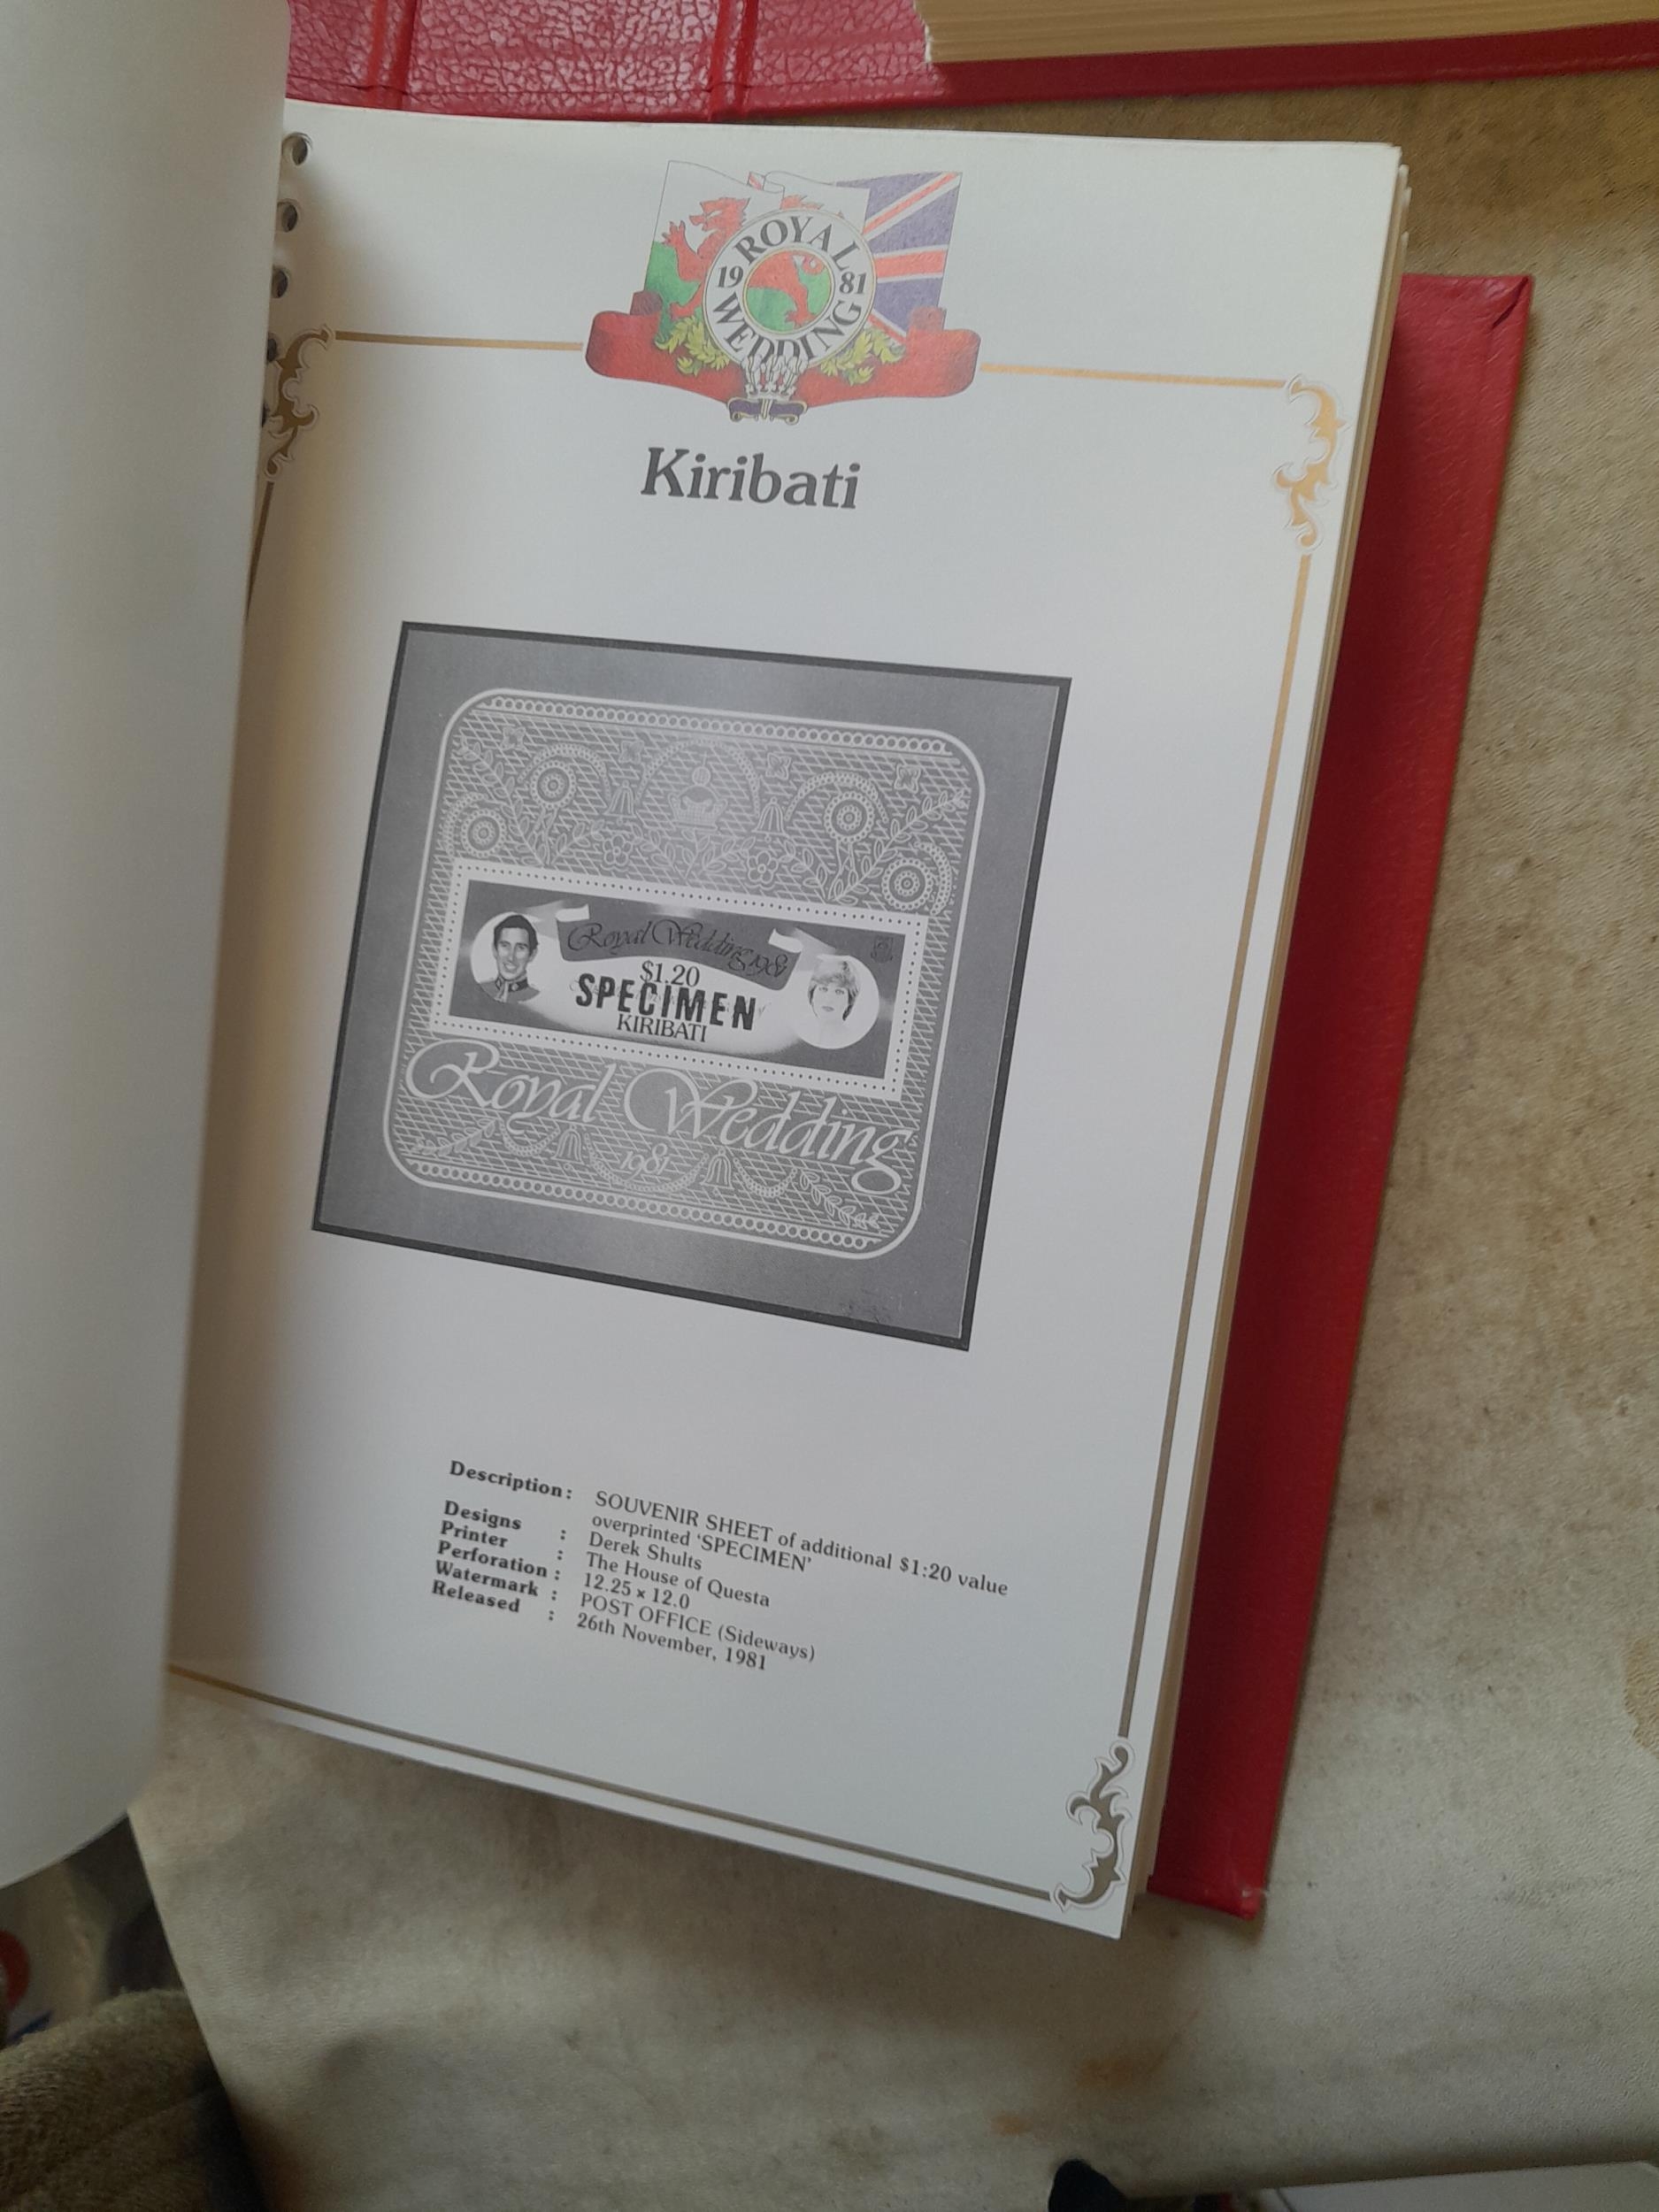 ROYAL
19 81
WEDDING
Kiribati
Royal Wedding 1981
$1.20
SPECIMEN
KIRIBATI
Royal Wedding
1981
Description : SOUVENIR SHEET of additional $1:20 value
overprinted ‘SPECIMEN’
Designs : Derek Shults
Printer : The House of Questa
Perforation : 12.25 × 12.0
Watermark : POST OFFICE (Sideways)
Released : 26th November, 1981